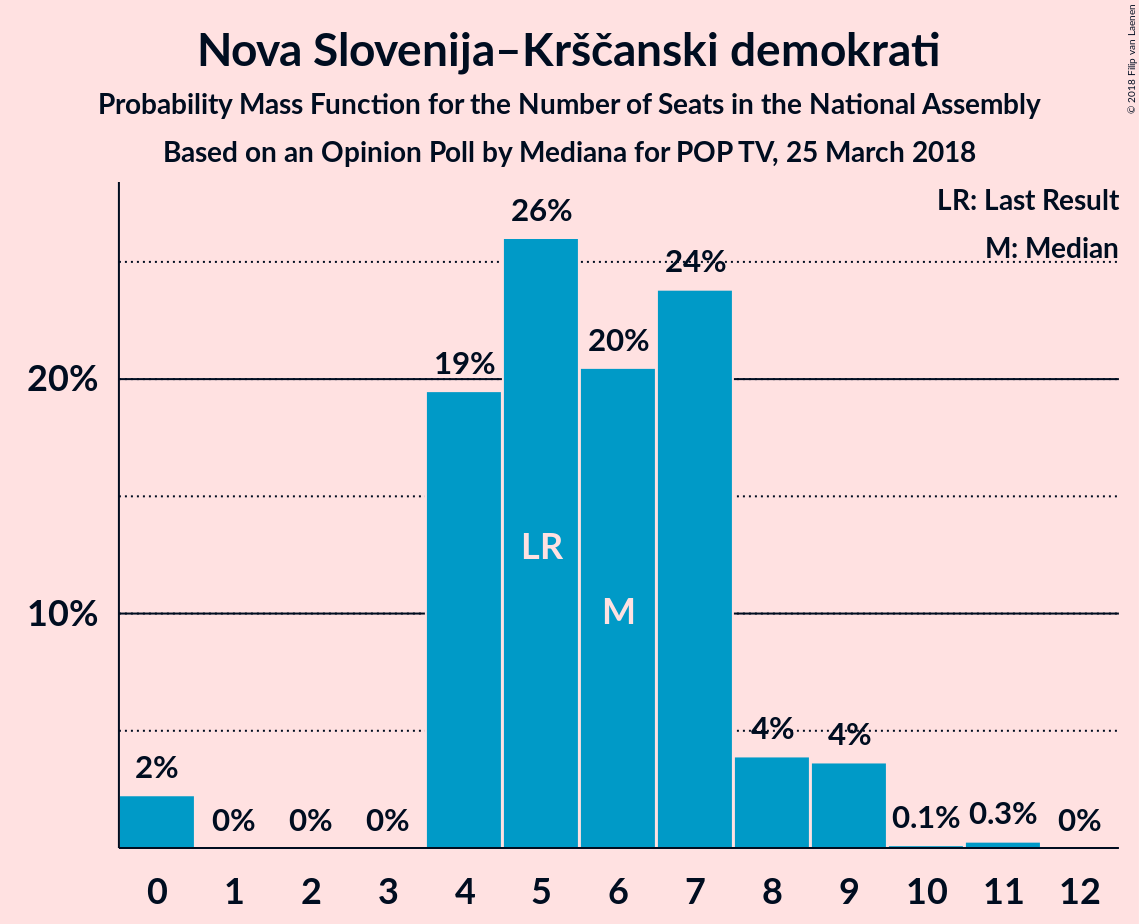 Nova Slovenija–Krščanski demokrati
Probability Mass Function for the Number of Seats in the National Assembly
Based on an Opinion Poll by Mediana for POP TV, 25 March 2018
© 2018 Filip van Laenen
LR: Last Result
M: Median
20%
10%
2%
0%
0%
0%
19%
26%
20%
24%
4%
4%
0.1%
0.3%
0%
LR
M
0 1 2 3 4 5 6 7 8 9 10 11 12